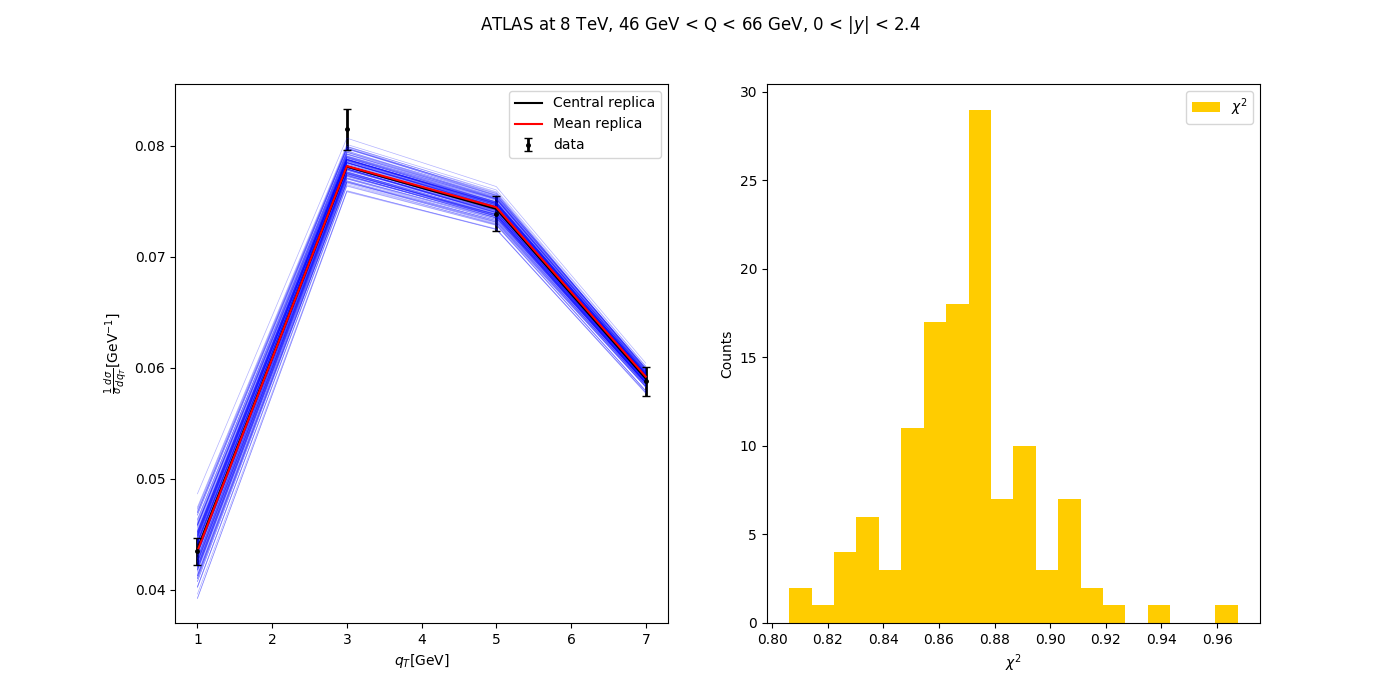 ATLAS at 8 TeV, 46 GeV < Q < 66 GeV, 0 < |y| < 2.4
Central replica
Mean replica
data
0.08
0.07
0.06
0.05
0.04
1/σ dσ/dq_T [GeV⁻¹]
1 2 3 4 5 6 7
q_T[GeV]
χ²
30
25
20
15
10
5
0
Counts
0.80 0.82 0.84 0.86 0.88 0.90 0.92 0.94 0.96
χ²